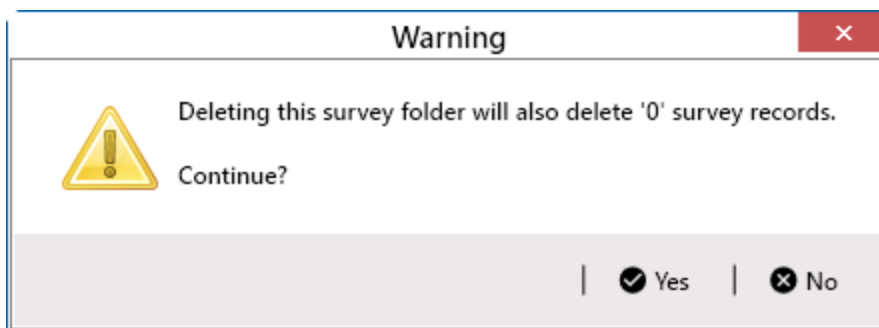 Warning
Deleting this survey folder will also delete '0' survey records.
Continue?
Yes
No